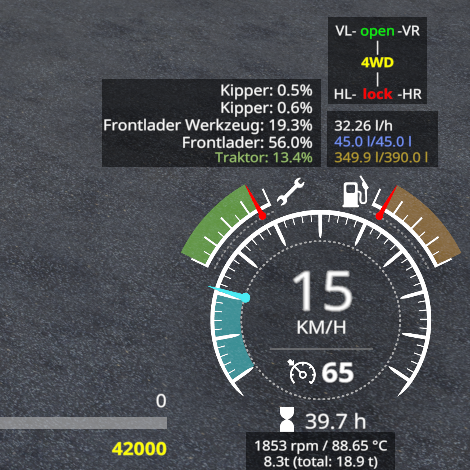 VL- open -VR
4WD
HL- lock -HR
Kipper: 0.5%
Kipper: 0.6%
Frontlader Werkzeug: 19.3%
Frontlader: 56.0%
Traktor: 13.4%
32.26 l/h
45.0 l/45.0 l
349.9 l/390.0 l
15
KM/H
65
0
39.7 h
42000
1853 rpm / 88.65 °C
8.3t (total: 18.9 t)